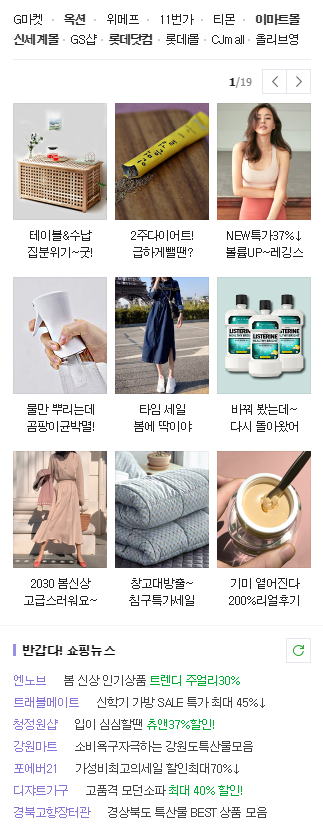 G마켓 · 옥션 · 위메프 · 11번가 · 티몬 · 이마트몰
신세계몰 · GS샵 · 롯데닷컴 · 롯데몰 · CJmall · 올리브영
1/19
LISTERINE
LISTERINE
LISTERINE
테이블&수납
집분위기~굿!
2주다이어트!
급하게뺄땐?
NEW특가37%↓
볼륨UP~레깅스
물만 뿌리는데
곰팡이균박멸!
타임 세일
봄에 딱이야
바꿔 봤는데~
다시 돌아왔어
2030 봄신상
고급스러워요~
창고대방출~
침구특가세일
기미 옅어진다
200%리얼후기
반갑다! 쇼핑뉴스
엔노브 봄 신상 인기상품 트렌디 주얼리30%
트래블메이트 신학기 가방 SALE 특가 최대 45%↓
청정원샵 입이 심심할땐 츄앤37%할인!
강원마트 소비욕구자극하는 강원도특산물모음
포에버21 가성비최고의세일 할인최대70%↓
디쟈트가구 고품격 모던소파 최대 40% 할인!
경북고향장터관 경상북도 특산물 BEST 상품 모음